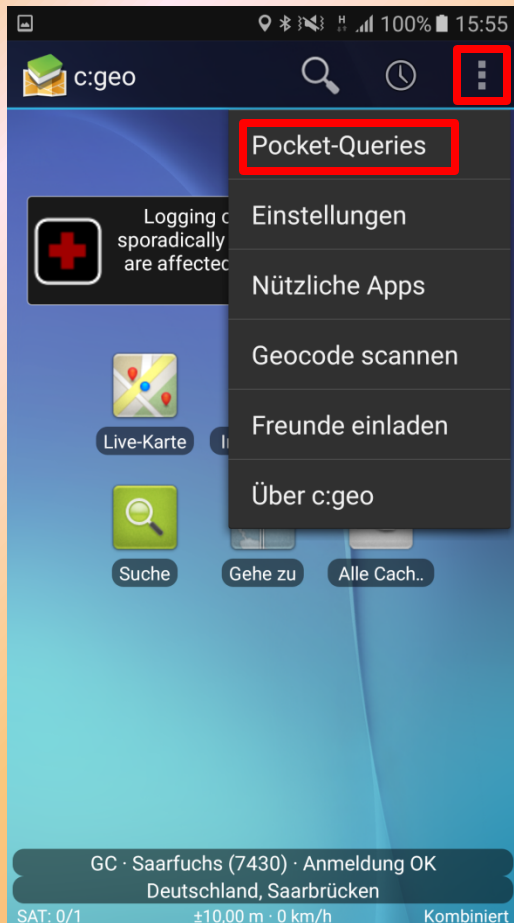 100% 15:55
c:geo
Pocket-Queries
Einstellungen
Nützliche Apps
Geocode scannen
Freunde einladen
Über c:geo
Logging
sporadically
are affected
Live-Karte
Suche
Gehe zu
Alle Cach..
GC · Saarfuchs (7430) · Anmeldung OK
Deutschland, Saarbrücken
SAT: 0/1 ±10,00 m · 0 km/h Kombiniert